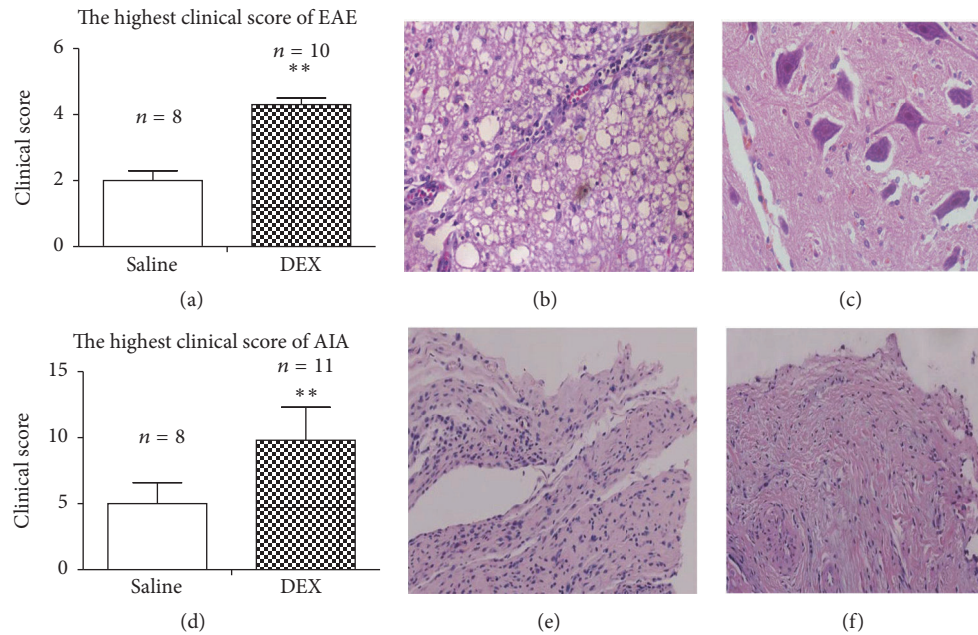 The highest clinical score of EAE
6
n = 10
**
4
n = 8
Clinical score
2
0
Saline DEX
(a)
(b)
(c)
The highest clinical score of AIA
15
n = 11
**
10
n = 8
Clinical score
5
0
Saline DEX
(d)
(e)
(f)